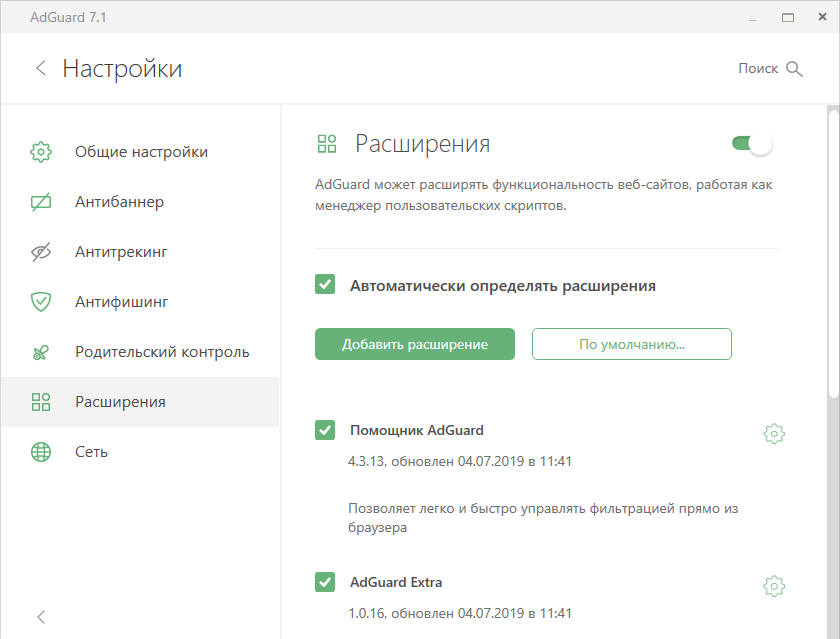 AdGuard 7.1
Настройки
Поиск
Общие настройки
Антибаннер
Антитрекинг
Антифишинг
Родительский контроль
Расширения
Сеть
Расширения
AdGuard может расширять функциональность веб-сайтов, работая как
менеджер пользовательских скриптов.
Автоматически определять расширения
Добавить расширение
По умолчанию...
Помощник AdGuard
4.3.13, обновлен 04.07.2019 в 11:41
Позволяет легко и быстро управлять фильтрацией прямо из
браузера
AdGuard Extra
1.0.16, обновлен 04.07.2019 в 11:41